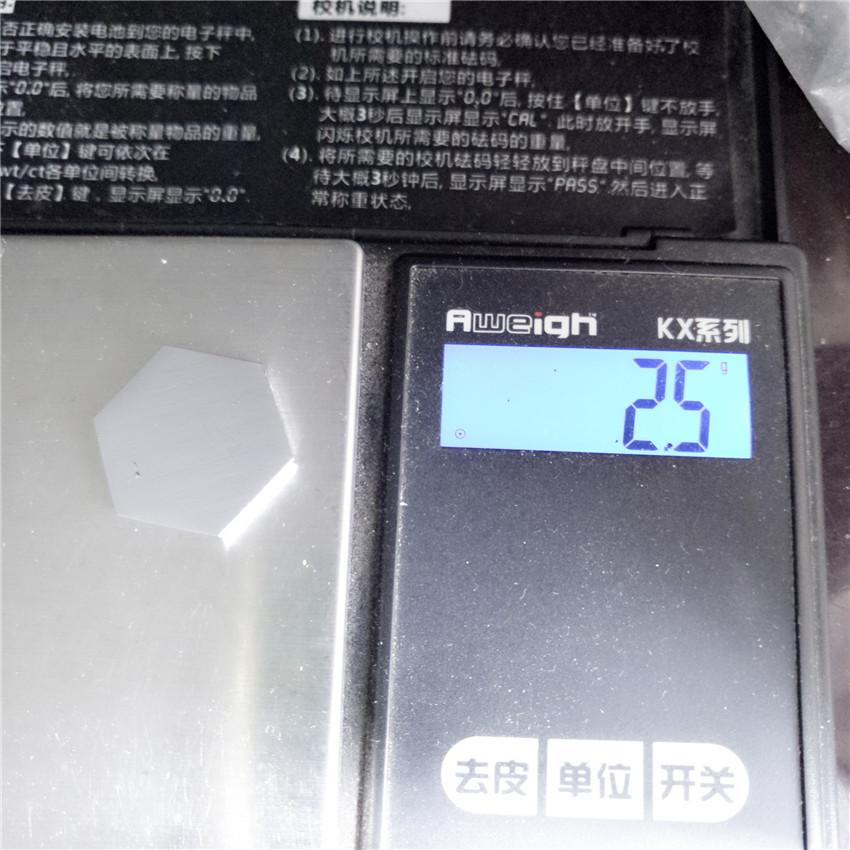 校机说明:
否正确安装电池到您的电子秤中,
于平稳且水平的表面上, 按下
启电子秤,
示"0.0"后, 将您所需要称量的物品
位置,
示的数值就是被称量物品的重量,
【单位】键可依次在
wt/ct各单位间转换,
【去皮】键, 显示屏显示"0.0".
(1). 进行校机操作前请务必确认您已经准备好了校
机所需要的标准砝码,
(2). 如上所述开启您的电子秤,
(3). 待显示屏上显示"0.0"后, 按住【单位】键不放手,
大概3秒后显示屏显示"CAL". 此时放开手, 显示屏
闪烁校机所需要的砝码的重量,
(4). 将所需要的校机砝码轻轻放到秤盘中间位置, 等
待大概3秒钟后, 显示屏显示"PASS".然后进入正
常称重状态,
Aweigh™ KX系列
2.5 g
去皮 单位 开关